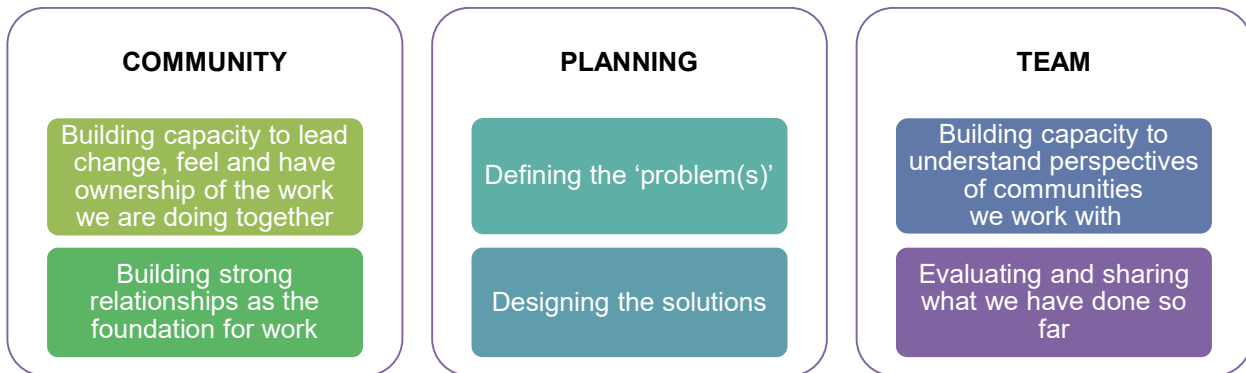 COMMUNITY
Building capacity to lead
change, feel and have
ownership of the work
we are doing together
Building strong
relationships as the
foundation for work
PLANNING
Defining the ‘problem(s)’
Designing the solutions
TEAM
Building capacity to
understand perspectives
of communities
we work with
Evaluating and sharing
what we have done so
far